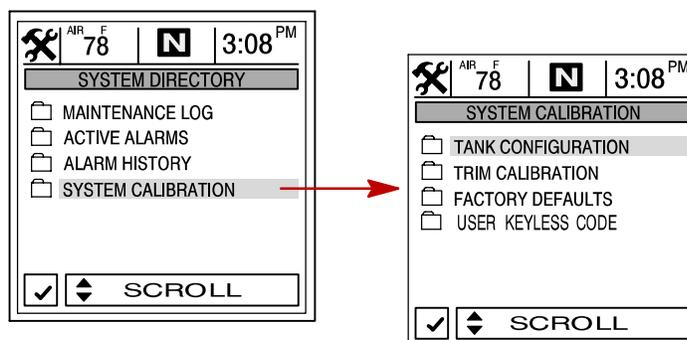 AIR F
78 N 3:08 PM
SYSTEM DIRECTORY
MAINTENANCE LOG
ACTIVE ALARMS
ALARM HISTORY
SYSTEM CALIBRATION
SCROLL
AIR F
78 N 3:08 PM
SYSTEM CALIBRATION
TANK CONFIGURATION
TRIM CALIBRATION
FACTORY DEFAULTS
USER KEYLESS CODE
SCROLL